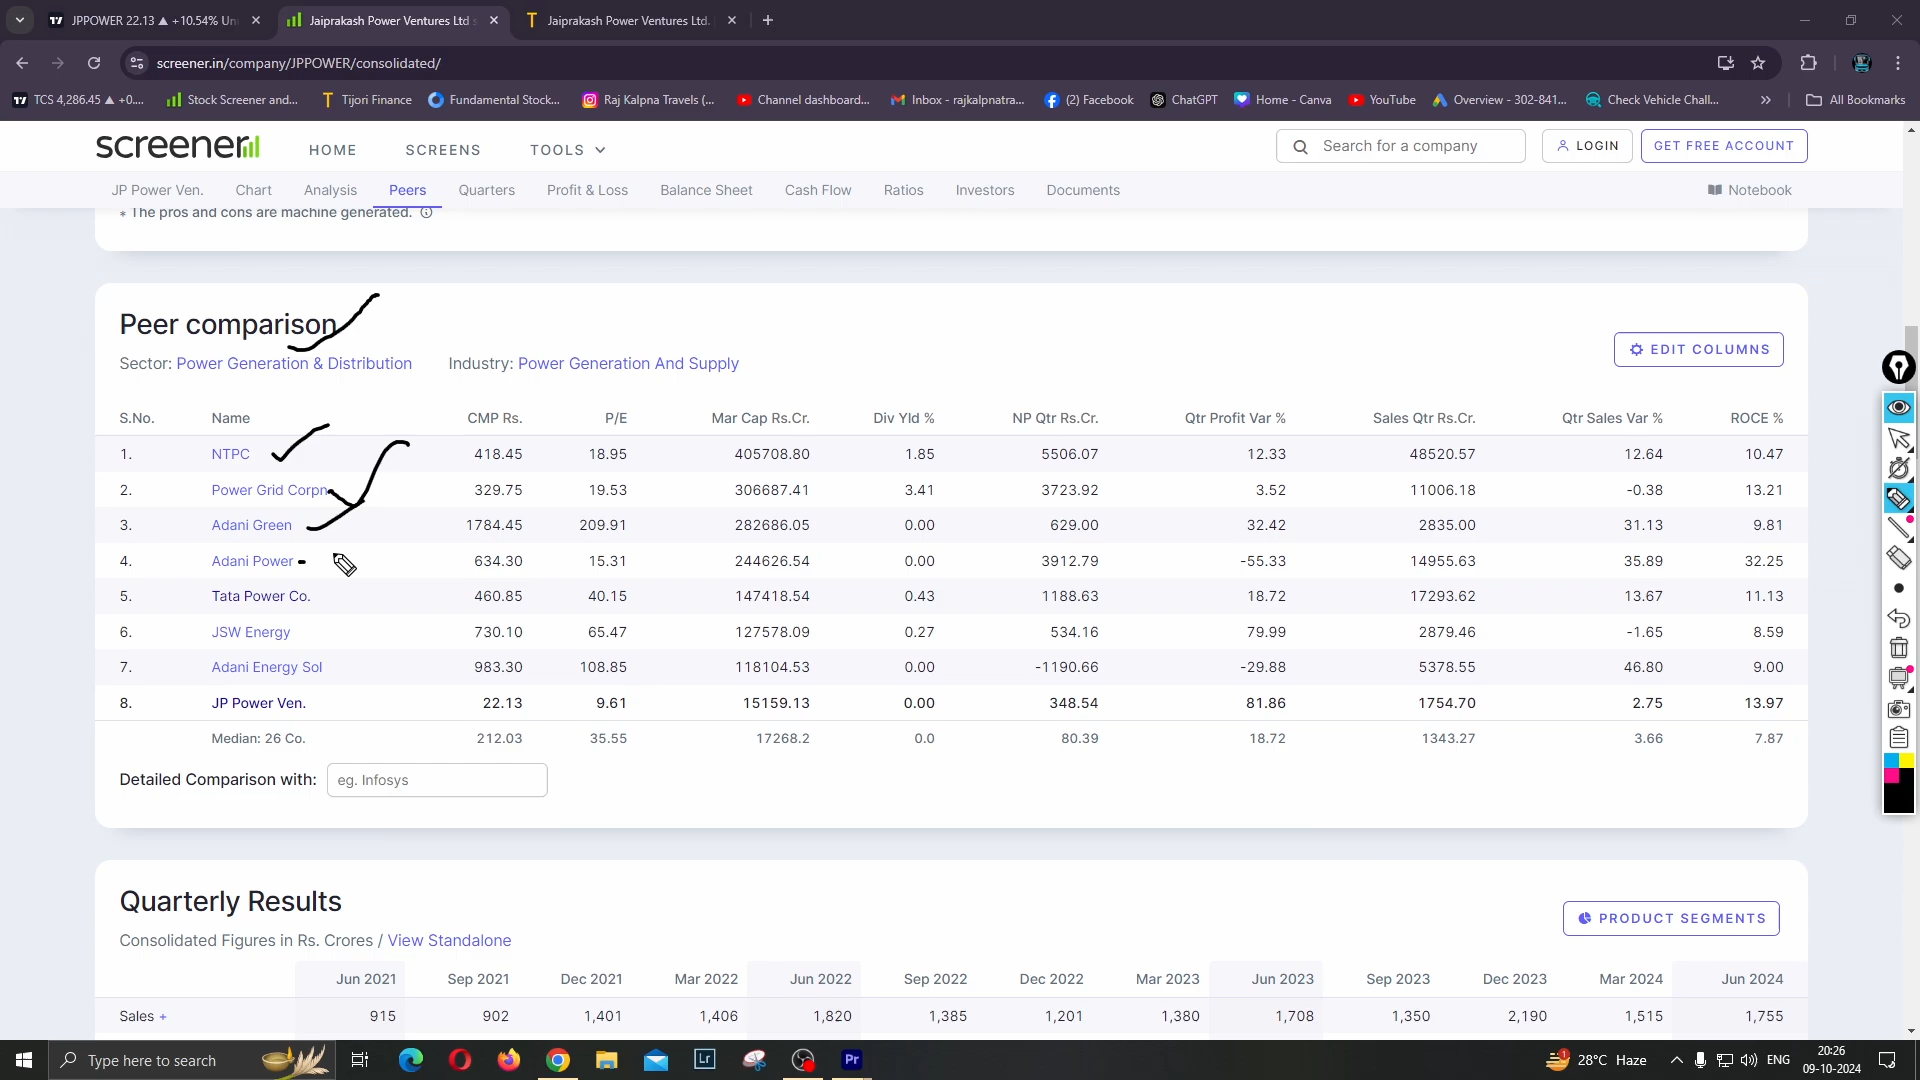 JPPOWER 22.13 ▲ +10.54% Un
Jaiprakash Power Ventures Ltd s
Jaiprakash Power Ventures Ltd.
screener.in/company/JPPOWER/consolidated/
TCS 4,286.45 ▲ +0....
Stock Screener and...
Tijori Finance
Fundamental Stock...
Raj Kalpna Travels (...
Channel dashboard...
Inbox - rajkalpnatra...
(2) Facebook
ChatGPT
Home - Canva
YouTube
Overview - 302-841...
Check Vehicle Chall...
All Bookmarks
screener
HOME
SCREENS
TOOLS
Search for a company
LOGIN
GET FREE ACCOUNT
JP Power Ven. Chart Analysis Peers Quarters Profit & Loss Balance Sheet Cash Flow Ratios Investors Documents Notebook
* The pros and cons are machine generated.
Peer comparison
Sector: Power Generation & Distribution Industry: Power Generation And Supply
EDIT COLUMNS
S.No. Name CMP Rs. P/E Mar Cap Rs.Cr. Div Yld % NP Qtr Rs.Cr. Qtr Profit Var % Sales Qtr Rs.Cr. Qtr Sales Var % ROCE %
1. NTPC 418.45 18.95 405708.80 1.85 5506.07 12.33 48520.57 12.64 10.47
2. Power Grid Corpn 329.75 19.53 306687.41 3.41 3723.92 3.52 11006.18 -0.38 13.21
3. Adani Green 1784.45 209.91 282686.05 0.00 629.00 32.42 2835.00 31.13 9.81
4. Adani Power 634.30 15.31 244626.54 0.00 3912.79 -55.33 14955.63 35.89 32.25
5. Tata Power Co. 460.85 40.15 147418.54 0.43 1188.63 18.72 17293.62 13.67 11.13
6. JSW Energy 730.10 65.47 127578.09 0.27 534.16 79.99 2879.46 -1.65 8.59
7. Adani Energy Sol 983.30 108.85 118104.53 0.00 -1190.66 -29.88 5378.55 46.80 9.00
8. JP Power Ven. 22.13 9.61 15159.13 0.00 348.54 81.86 1754.70 2.75 13.97
Median: 26 Co. 212.03 35.55 17268.2 0.0 80.39 18.72 1343.27 3.66 7.87
Detailed Comparison with: eg. Infosys
Quarterly Results
PRODUCT SEGMENTS
Consolidated Figures in Rs. Crores / View Standalone
Jun 2021 Sep 2021 Dec 2021 Mar 2022 Jun 2022 Sep 2022 Dec 2022 Mar 2023 Jun 2023 Sep 2023 Dec 2023 Mar 2024 Jun 2024
Sales + 915 902 1,401 1,406 1,820 1,385 1,201 1,380 1,708 1,350 2,190 1,515 1,755
Type here to search
Lr
Pr
1
28°C Haze
ENG
20:26
09-10-2024